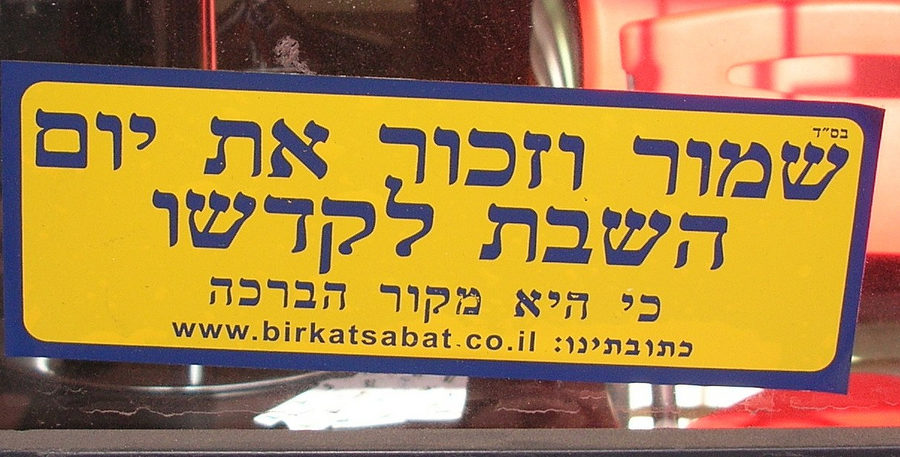 בס"ד
שמור וזכור את יום
השבת לקדשו
כי היא מקור הברכה
כתובתינו: www.birkatsabat.co.il